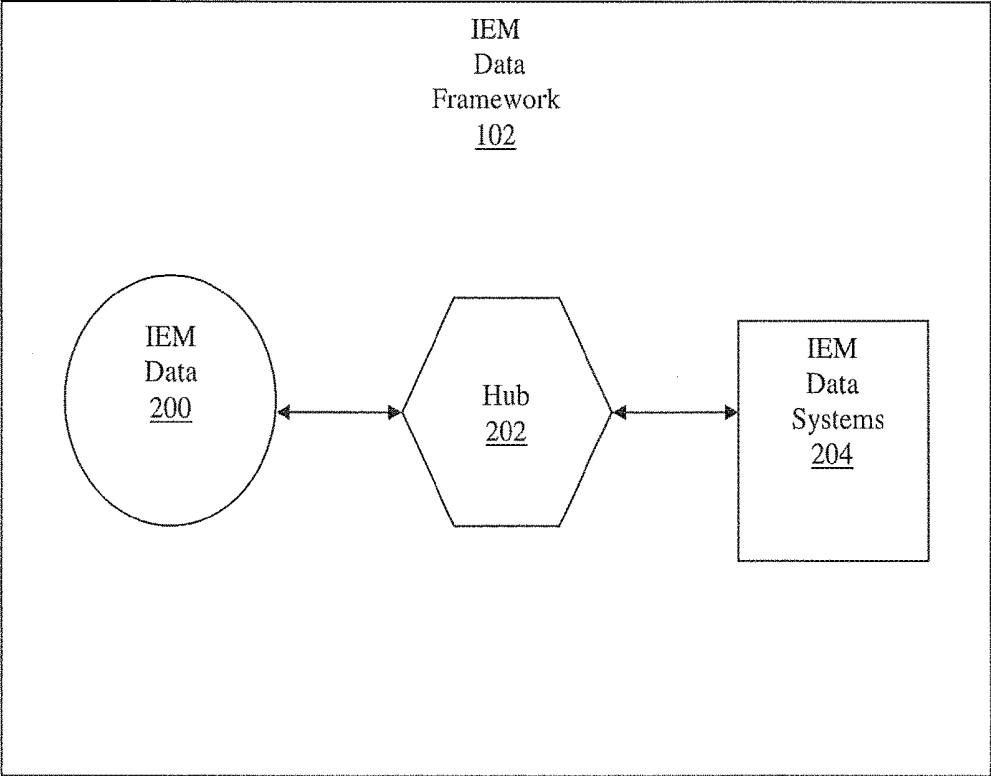 IEM
Data
Framework
102
IEM
Data
200
Hub
202
IEM
Data
Systems
204